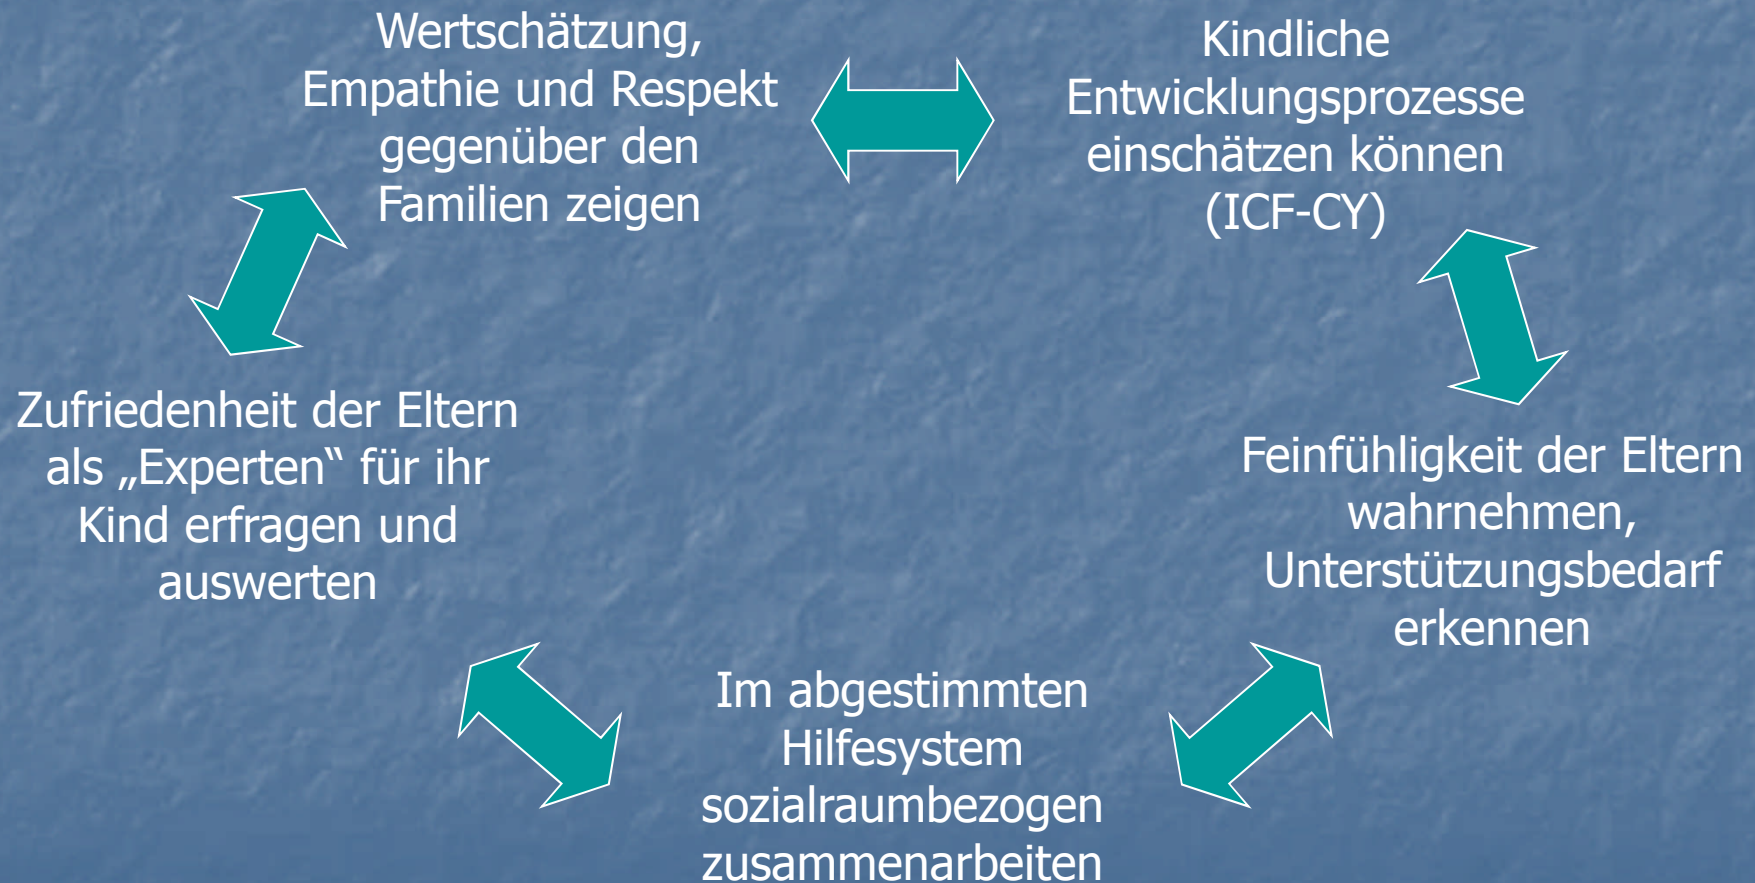 Wertschätzung,
Empathie und Respekt
gegenüber den
Familien zeigen
Kindliche
Entwicklungsprozesse
einschätzen können
(ICF-CY)
Feinfühligkeit der Eltern
wahrnehmen,
Unterstützungsbedarf
erkennen
Im abgestimmten
Hilfesystem
sozialraumbezogen
zusammenarbeiten
Zufriedenheit der Eltern
als „Experten“ für ihr
Kind erfragen und
auswerten